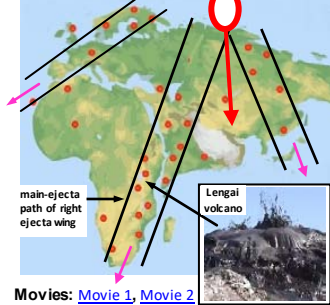 main-ejecta
path of right
ejecta wing
Lengai
volcano
Movies: Movie 1, Movie 2